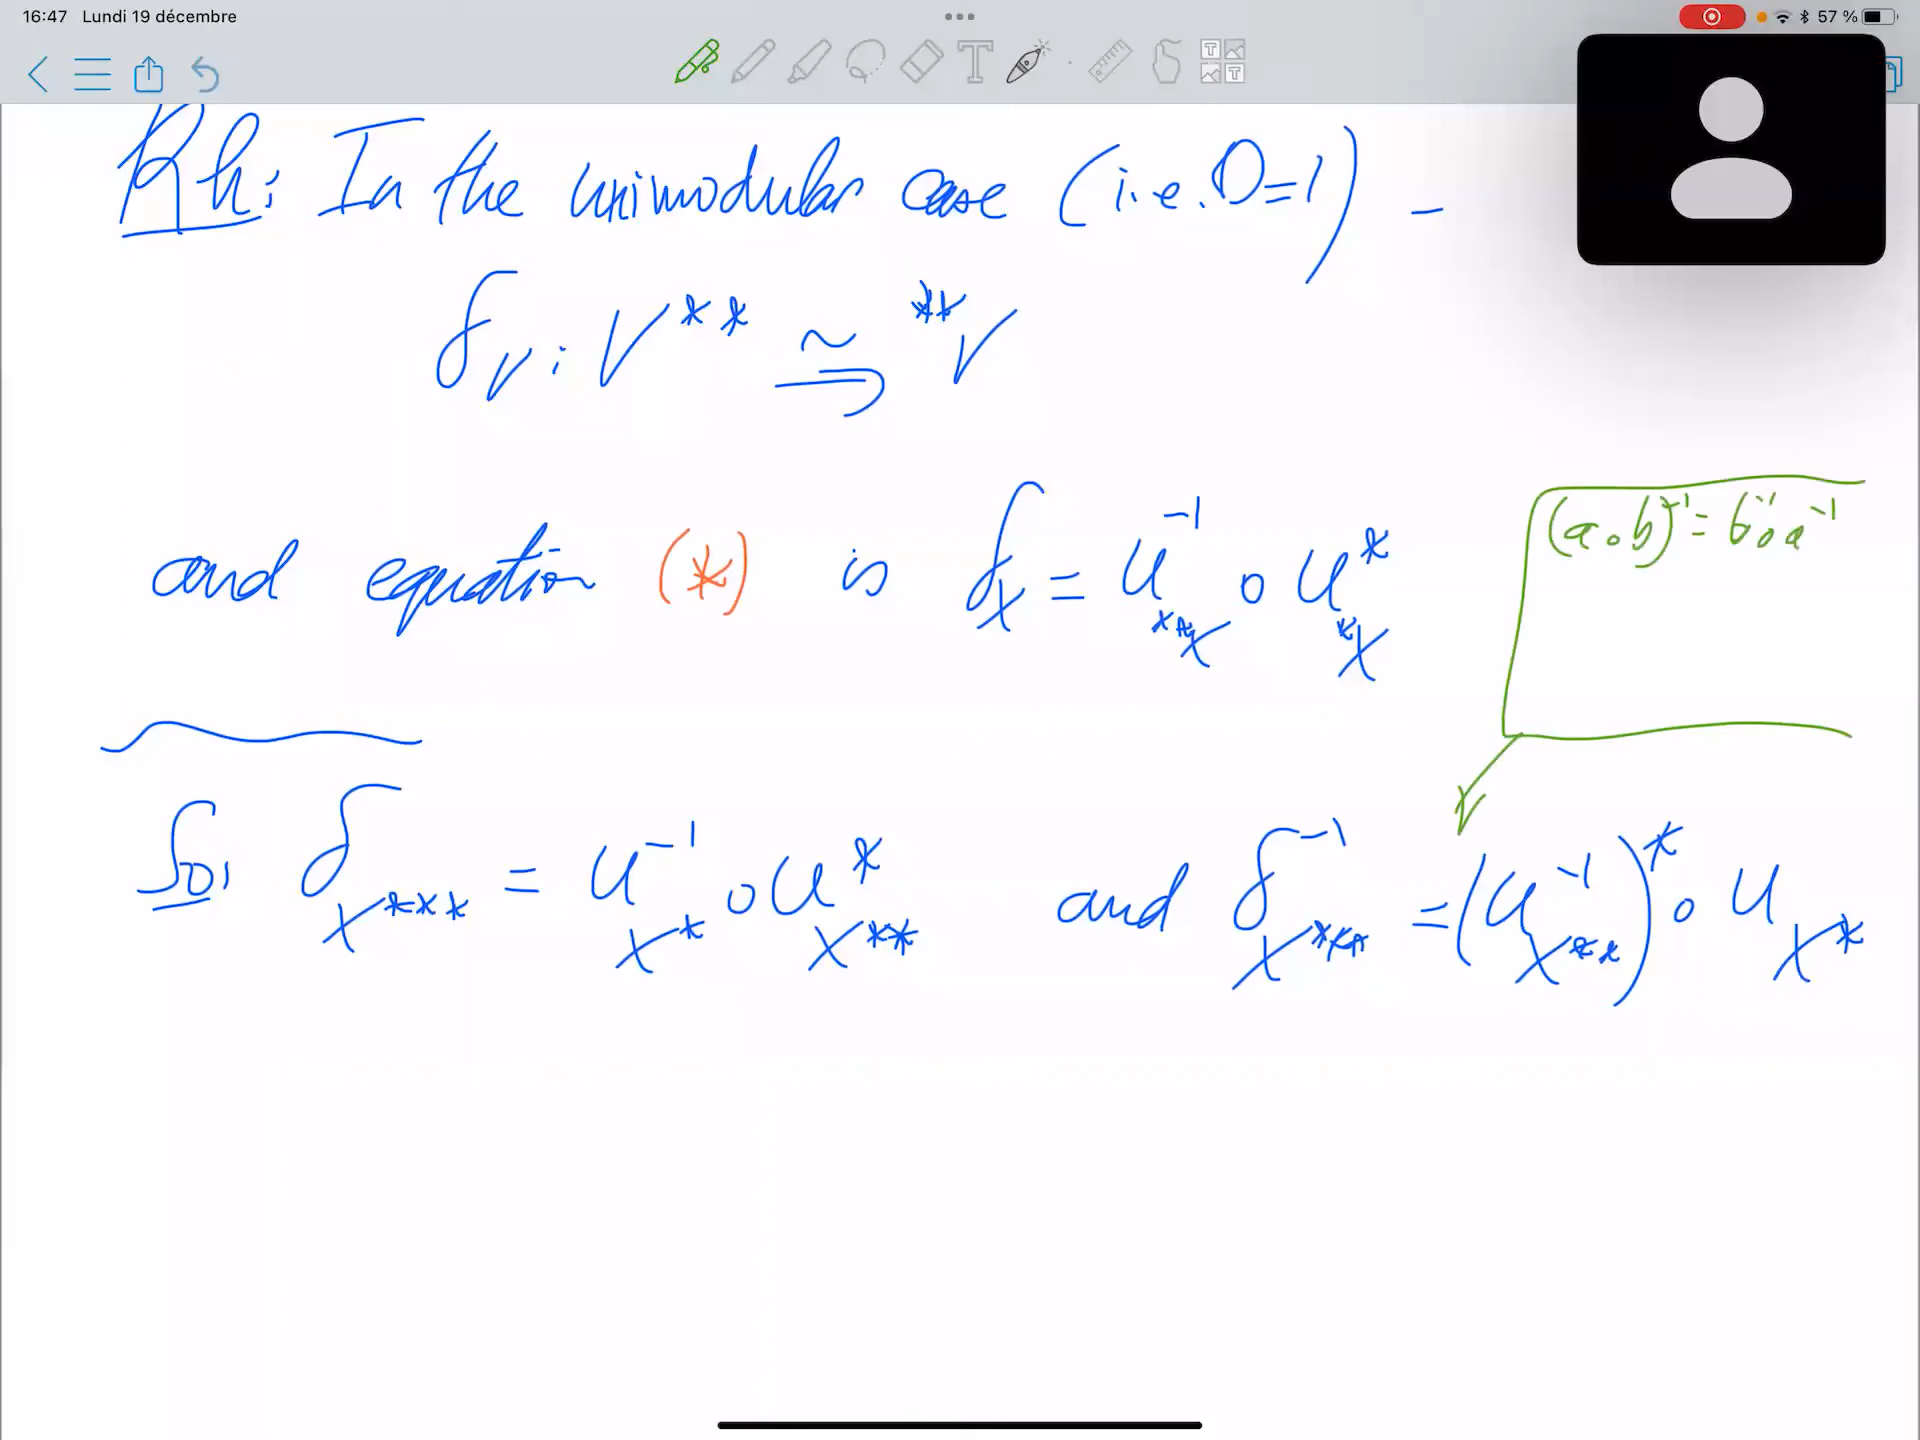 16:47 Lundi 19 décembre 57 %
Rk: In the unimodular case (i.e. D=1) -
δ_V : V** ≅ **V
(a∘b)⁻¹ = b⁻¹∘a⁻¹
and equation (*) is δ_X = u⁻¹_{***X} ∘ u*_{*X}
So, δ_{X***} = u⁻¹_{X*} ∘ u*_{X**} and δ⁻¹_{X***} = (u⁻¹_{X**})* ∘ u_{X*}